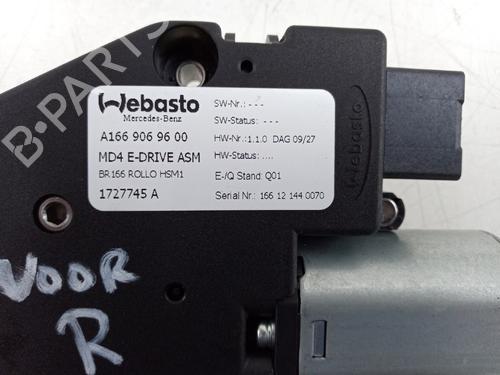 B-PARTS
Webasto
Mercedes-Benz
A166 906 96 00
MD4 E-DRIVE ASM
BR166 ROLLO HSM1
1727745 A
SW-Nr.: - - -
SW-Status: - - -
HW-Nr.: 1.1.0 DAG 09/27
HW-Status: ....
E-/Q Stand: Q01
Serial Nr.: 166 12 144 0070
Webasto
VOOR
R